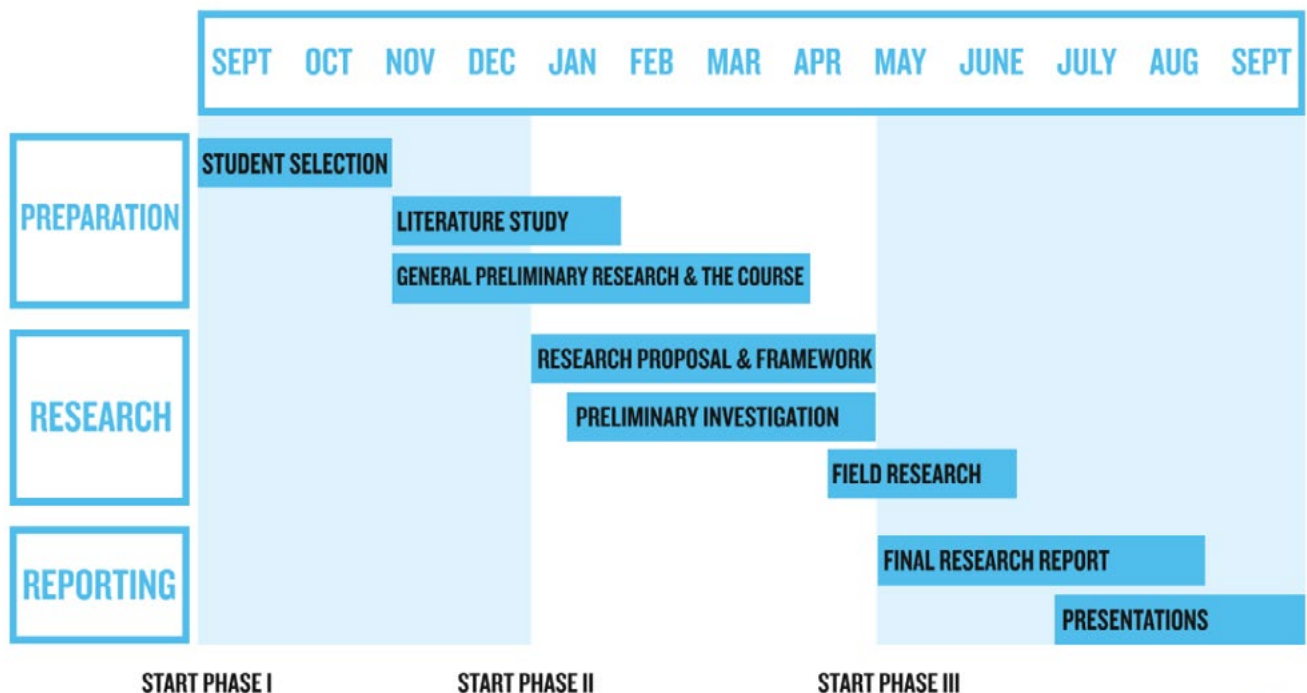 SEPT OCT NOV DEC JAN FEB MAR APR MAY JUNE JULY AUG SEPT
PREPARATION
STUDENT SELECTION
LITERATURE STUDY
GENERAL PRELIMINARY RESEARCH & THE COURSE
RESEARCH
RESEARCH PROPOSAL & FRAMEWORK
PRELIMINARY INVESTIGATION
FIELD RESEARCH
REPORTING
FINAL RESEARCH REPORT
PRESENTATIONS
START PHASE I START PHASE II START PHASE III